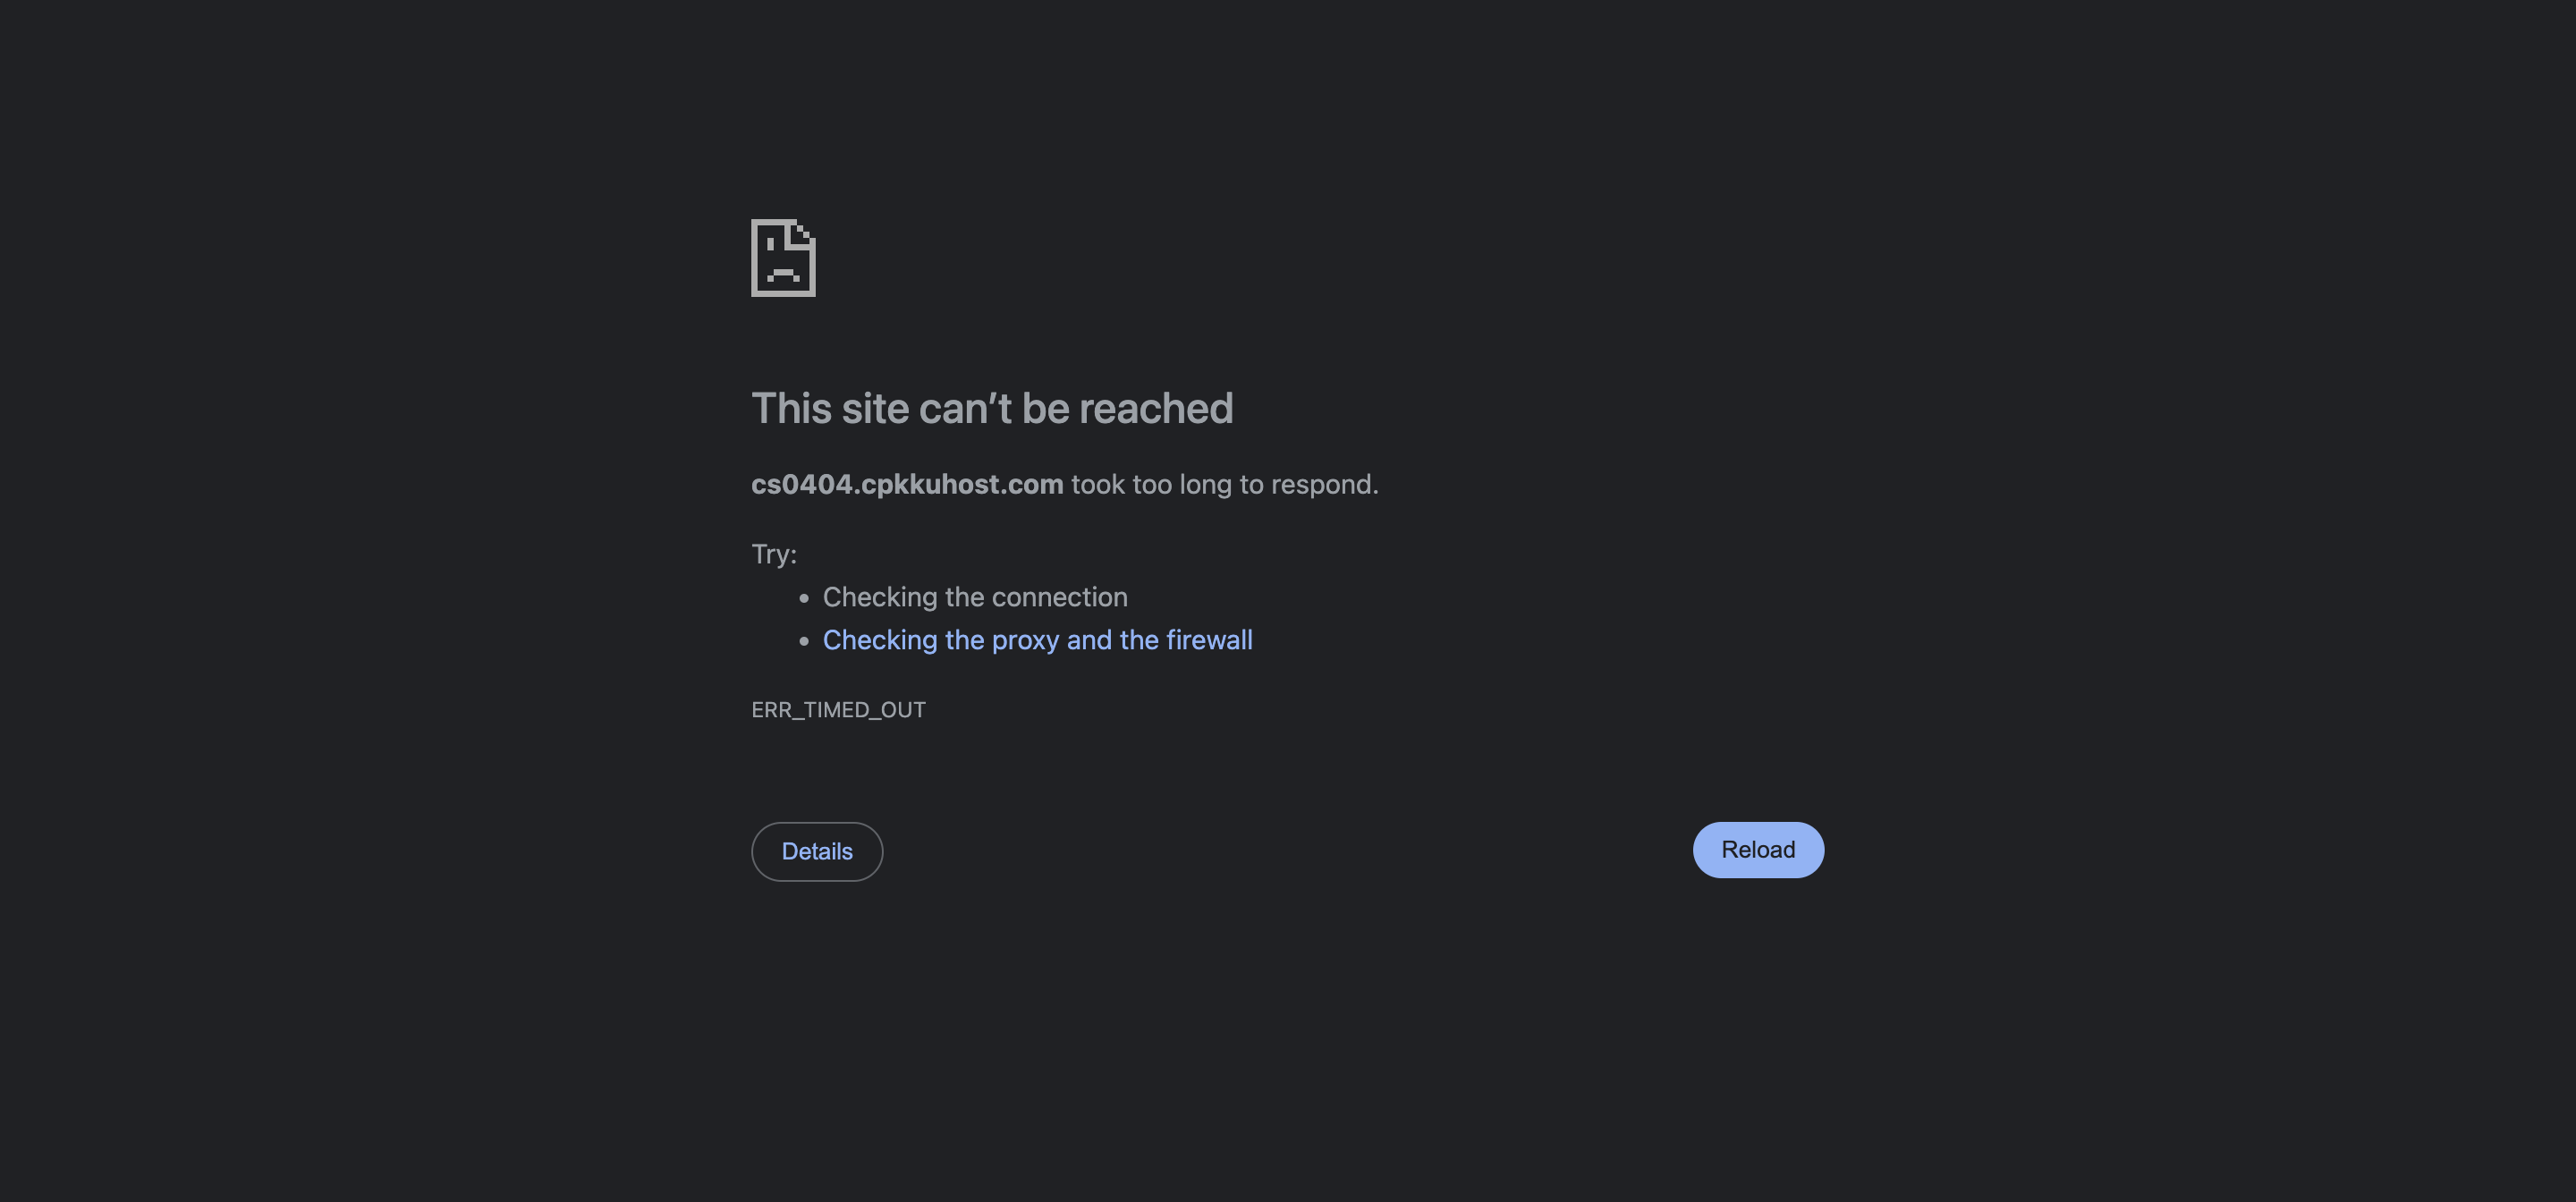 This site can’t be reached
cs0404.cpkkuhost.com took too long to respond.
Try:
• Checking the connection
• Checking the proxy and the firewall
ERR_TIMED_OUT
Details
Reload